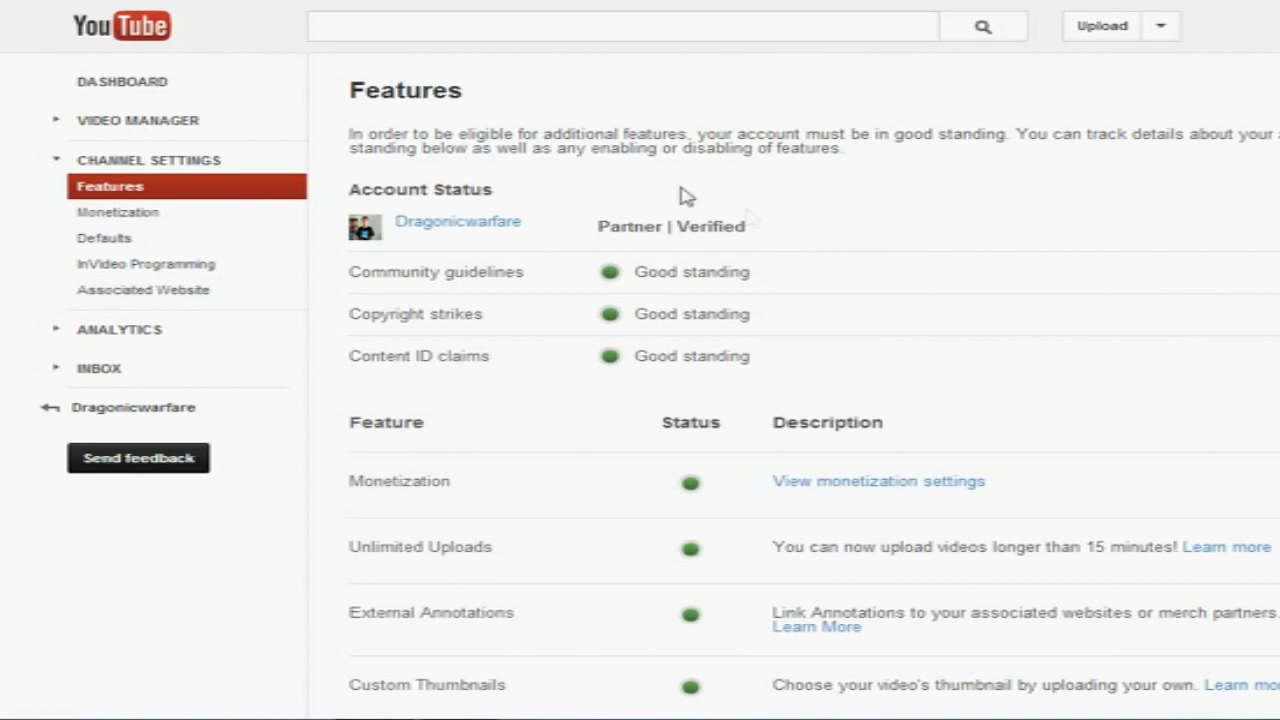 YouTube
Upload
DASHBOARD
VIDEO MANAGER
CHANNEL SETTINGS
Features
Monetization
Defaults
InVideo Programming
Associated Website
ANALYTICS
INBOX
Dragonicwarfare
Send feedback
Features
In order to be eligible for additional features, your account must be in good standing. You can track details about your
standing below as well as any enabling or disabling of features.
Account Status
Dragonicwarfare Partner | Verified
Community guidelines Good standing
Copyright strikes Good standing
Content ID claims Good standing
Feature Status Description
Monetization View monetization settings
Unlimited Uploads You can now upload videos longer than 15 minutes! Learn more
External Annotations Link Annotations to your associated websites or merch partners.
Learn More
Custom Thumbnails Choose your video's thumbnail by uploading your own. Learn mo